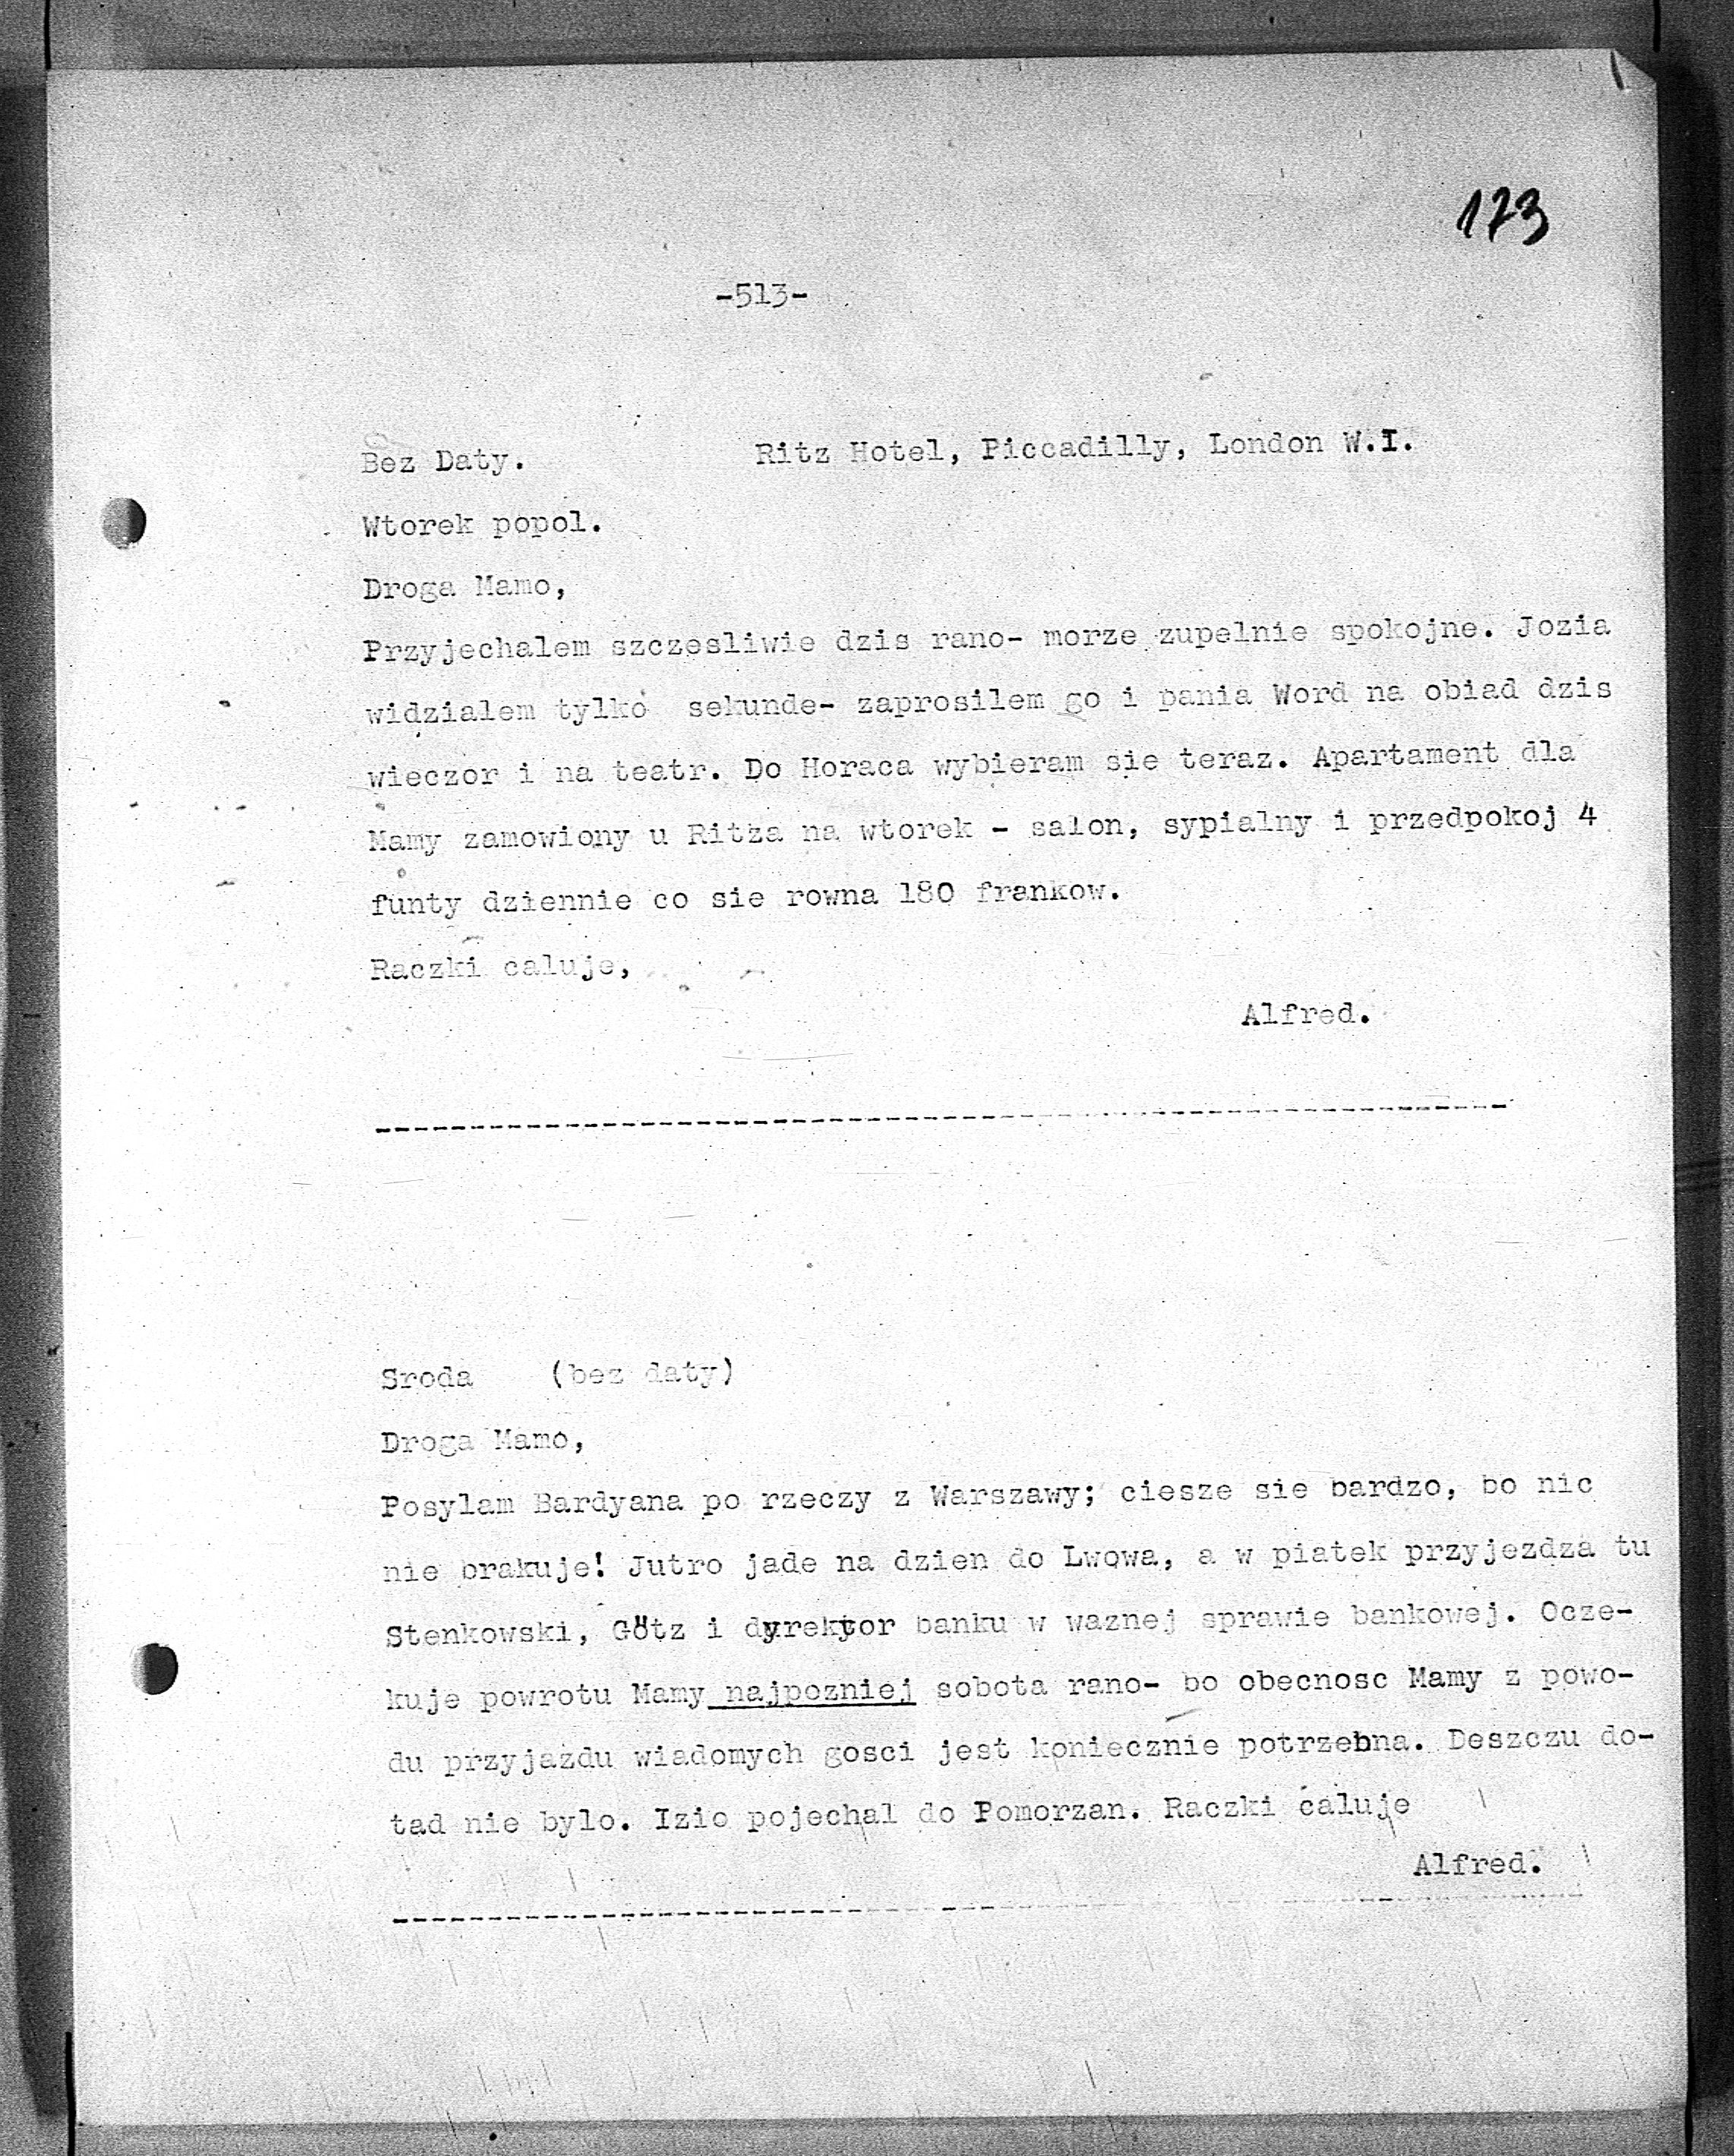 173
-513-
Bez Daty. Ritz Hotel, Piccadilly, London W.I.
Wtorek popol.
Droga Mamo,
Przyjechalem szczesliwie dzis rano- morze zupelnie spokojne. Jozia
widzialem tylko sekunde- zaprosilem go i pania Word na obiad dzis
wieczor i na teatr. Do Horaca wybieram sie teraz. Apartament dla
Mamy zamowiony u Ritza na wtorek - salon, sypialny i przedpokoj 4
funty dziennie co sie rowna 180 frankow.
Raczki caluje,
Alfred.
Sroda (bez daty)
Droga Mamo,
Posylam Bardyana po rzeczy z Warszawy; ciesze sie bardzo, bo nic
nie brakuje! Jutro jade na dzien do Lwowa, a w piatek przyjezdza tu
Stenkowski, Götz i dyrektor banku w waznej sprawie bankowej. Ocze-
kuje powrotu Mamy najpozniej sobota rano- bo obecnosc Mamy z powo-
du przyjazdu wiadomych gosci jest koniecznie potrzebna. Deszczu do-
tad nie bylo. Izio pojechal do Pomorzan. Raczki caluje
Alfred.